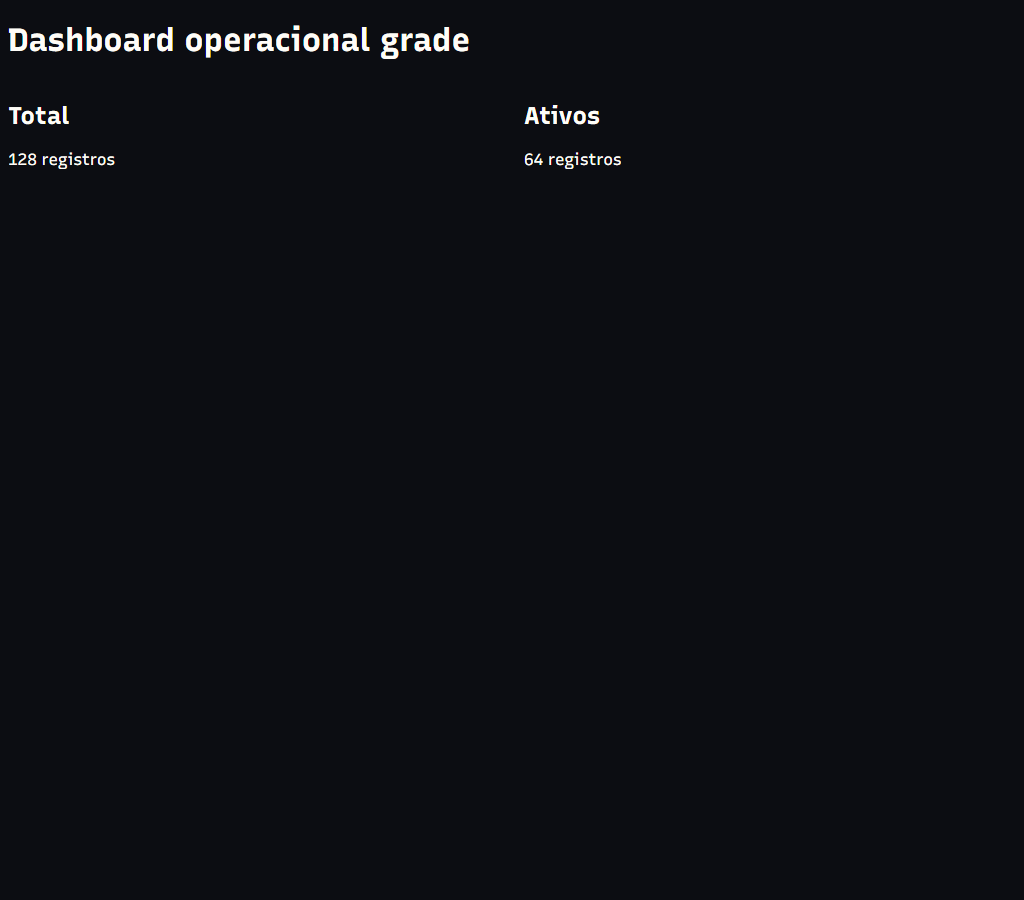 Dashboard operacional grade
Total
128 registros
Ativos
64 registros